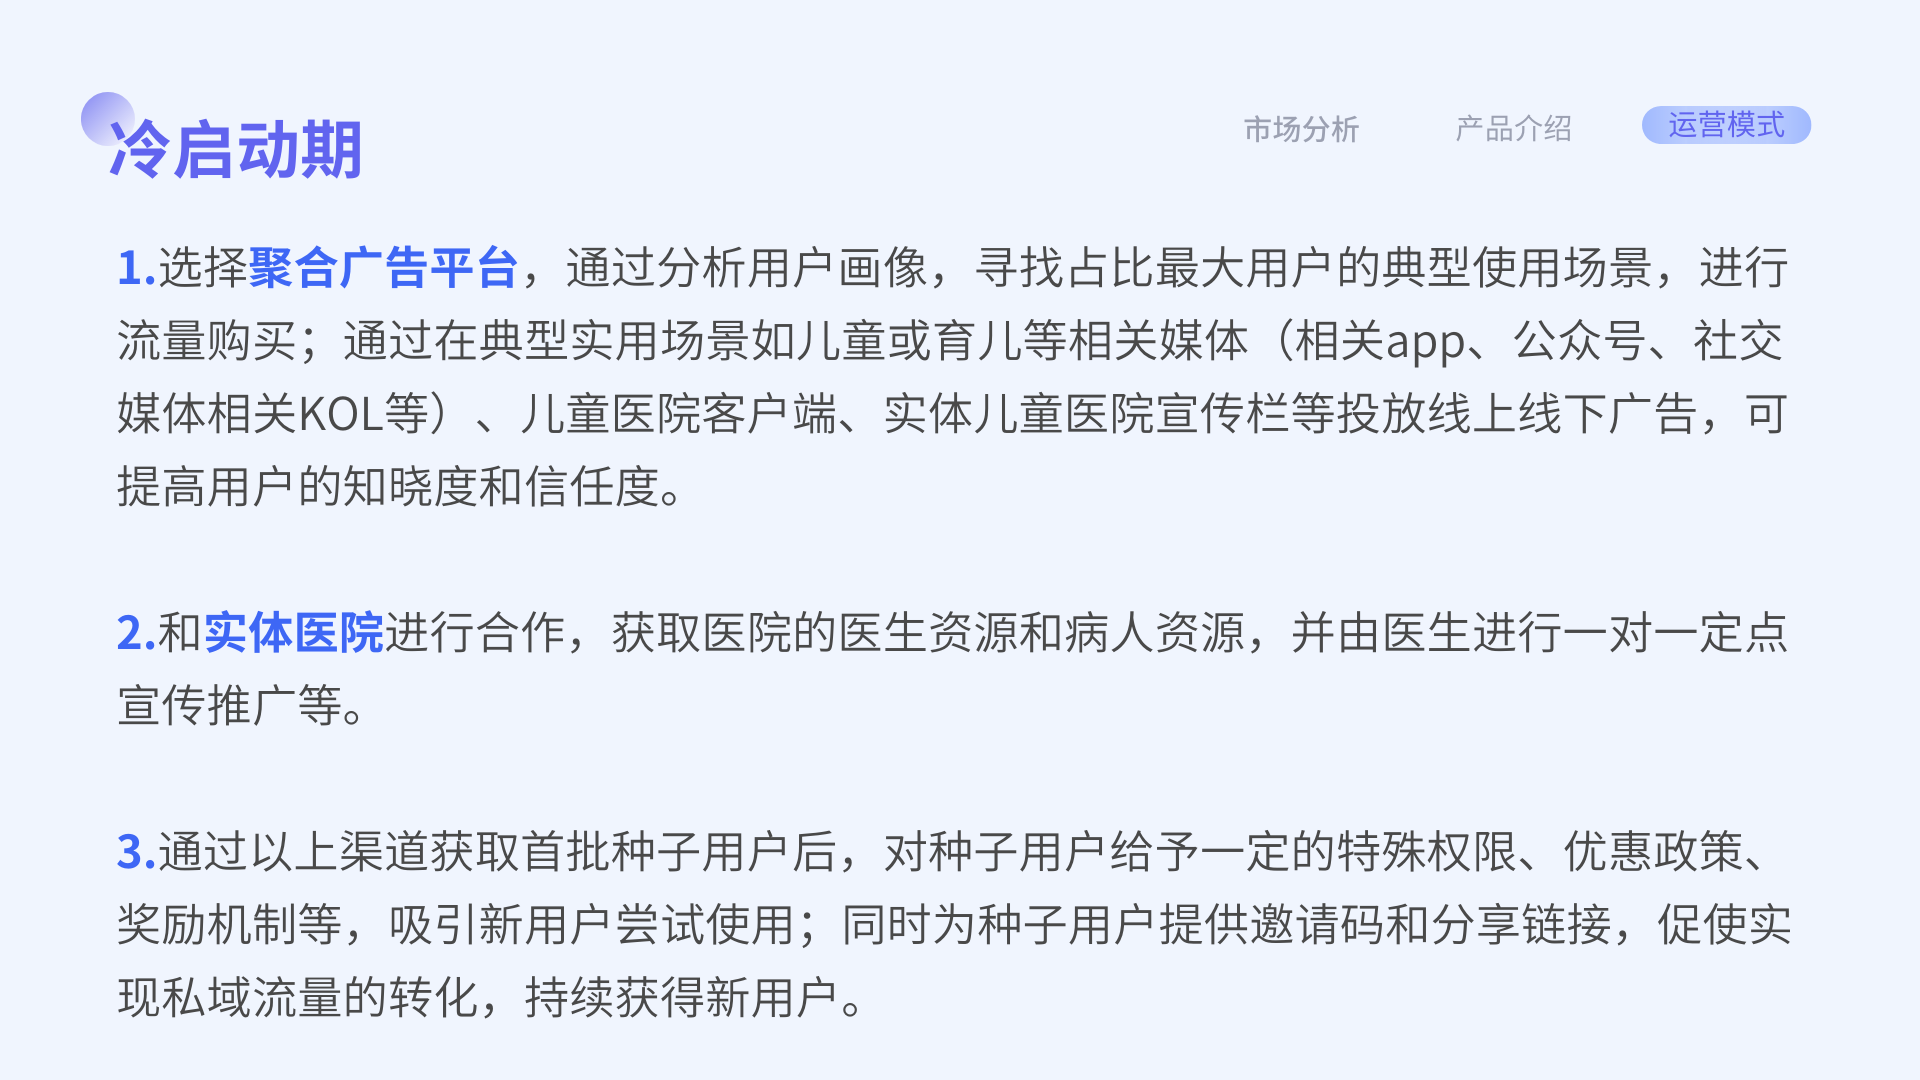 冷启动期
市场分析
产品介绍
运营模式
1.选择聚合广告平台，通过分析用户画像，寻找占比最大用户的典型使用场景，进行
流量购买；通过在典型实用场景如儿童或育儿等相关媒体（相关app、公众号、社交
媒体相关KOL等）、儿童医院客户端、实体儿童医院宣传栏等投放线上线下广告，可
提高用户的知晓度和信任度。
2.和实体医院进行合作，获取医院的医生资源和病人资源，并由医生进行一对一定点
宣传推广等。
3.通过以上渠道获取首批种子用户后，对种子用户给予一定的特殊权限、优惠政策、
奖励机制等，吸引新用户尝试使用；同时为种子用户提供邀请码和分享链接，促使实
现私域流量的转化，持续获得新用户。